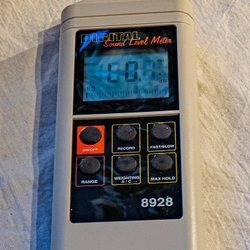 DIGITAL
Sound Level Meter
ON/OFF RECORD FAST/SLOW
RANGE WEIGHTING MAX HOLD
A/C
8928